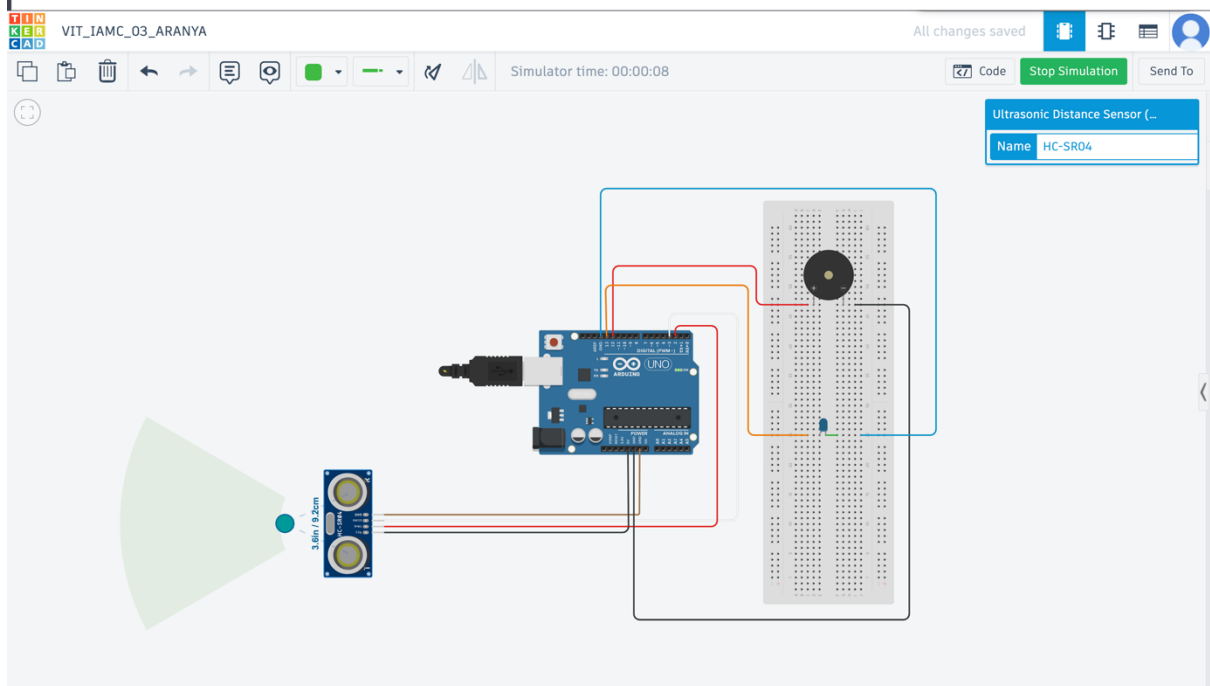 TIN
KER
CAD
VIT_IAMC_03_ARANYA
All changes saved
Simulator time: 00:00:08
Code
Stop Simulation
Send To
Ultrasonic Distance Sensor (...
Name
HC-SR04
DIGITAL (PWM~)
UNO
ARDUINO
POWER
ANALOG IN
3.6in / 9.2cm
HC-SR04